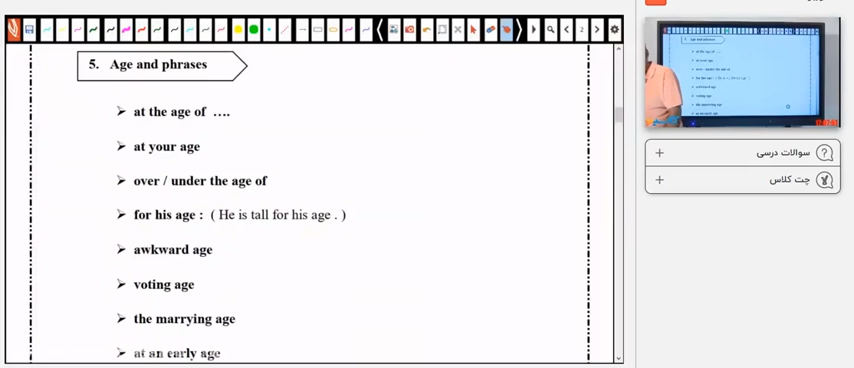 2
5. Age and phrases
➢ at the age of ....
➢ at your age
➢ over / under the age of
➢ for his age : ( He is tall for his age . )
➢ awkward age
➢ voting age
➢ the marrying age
➢ at an early age
سوالات درسی
چت کلاس